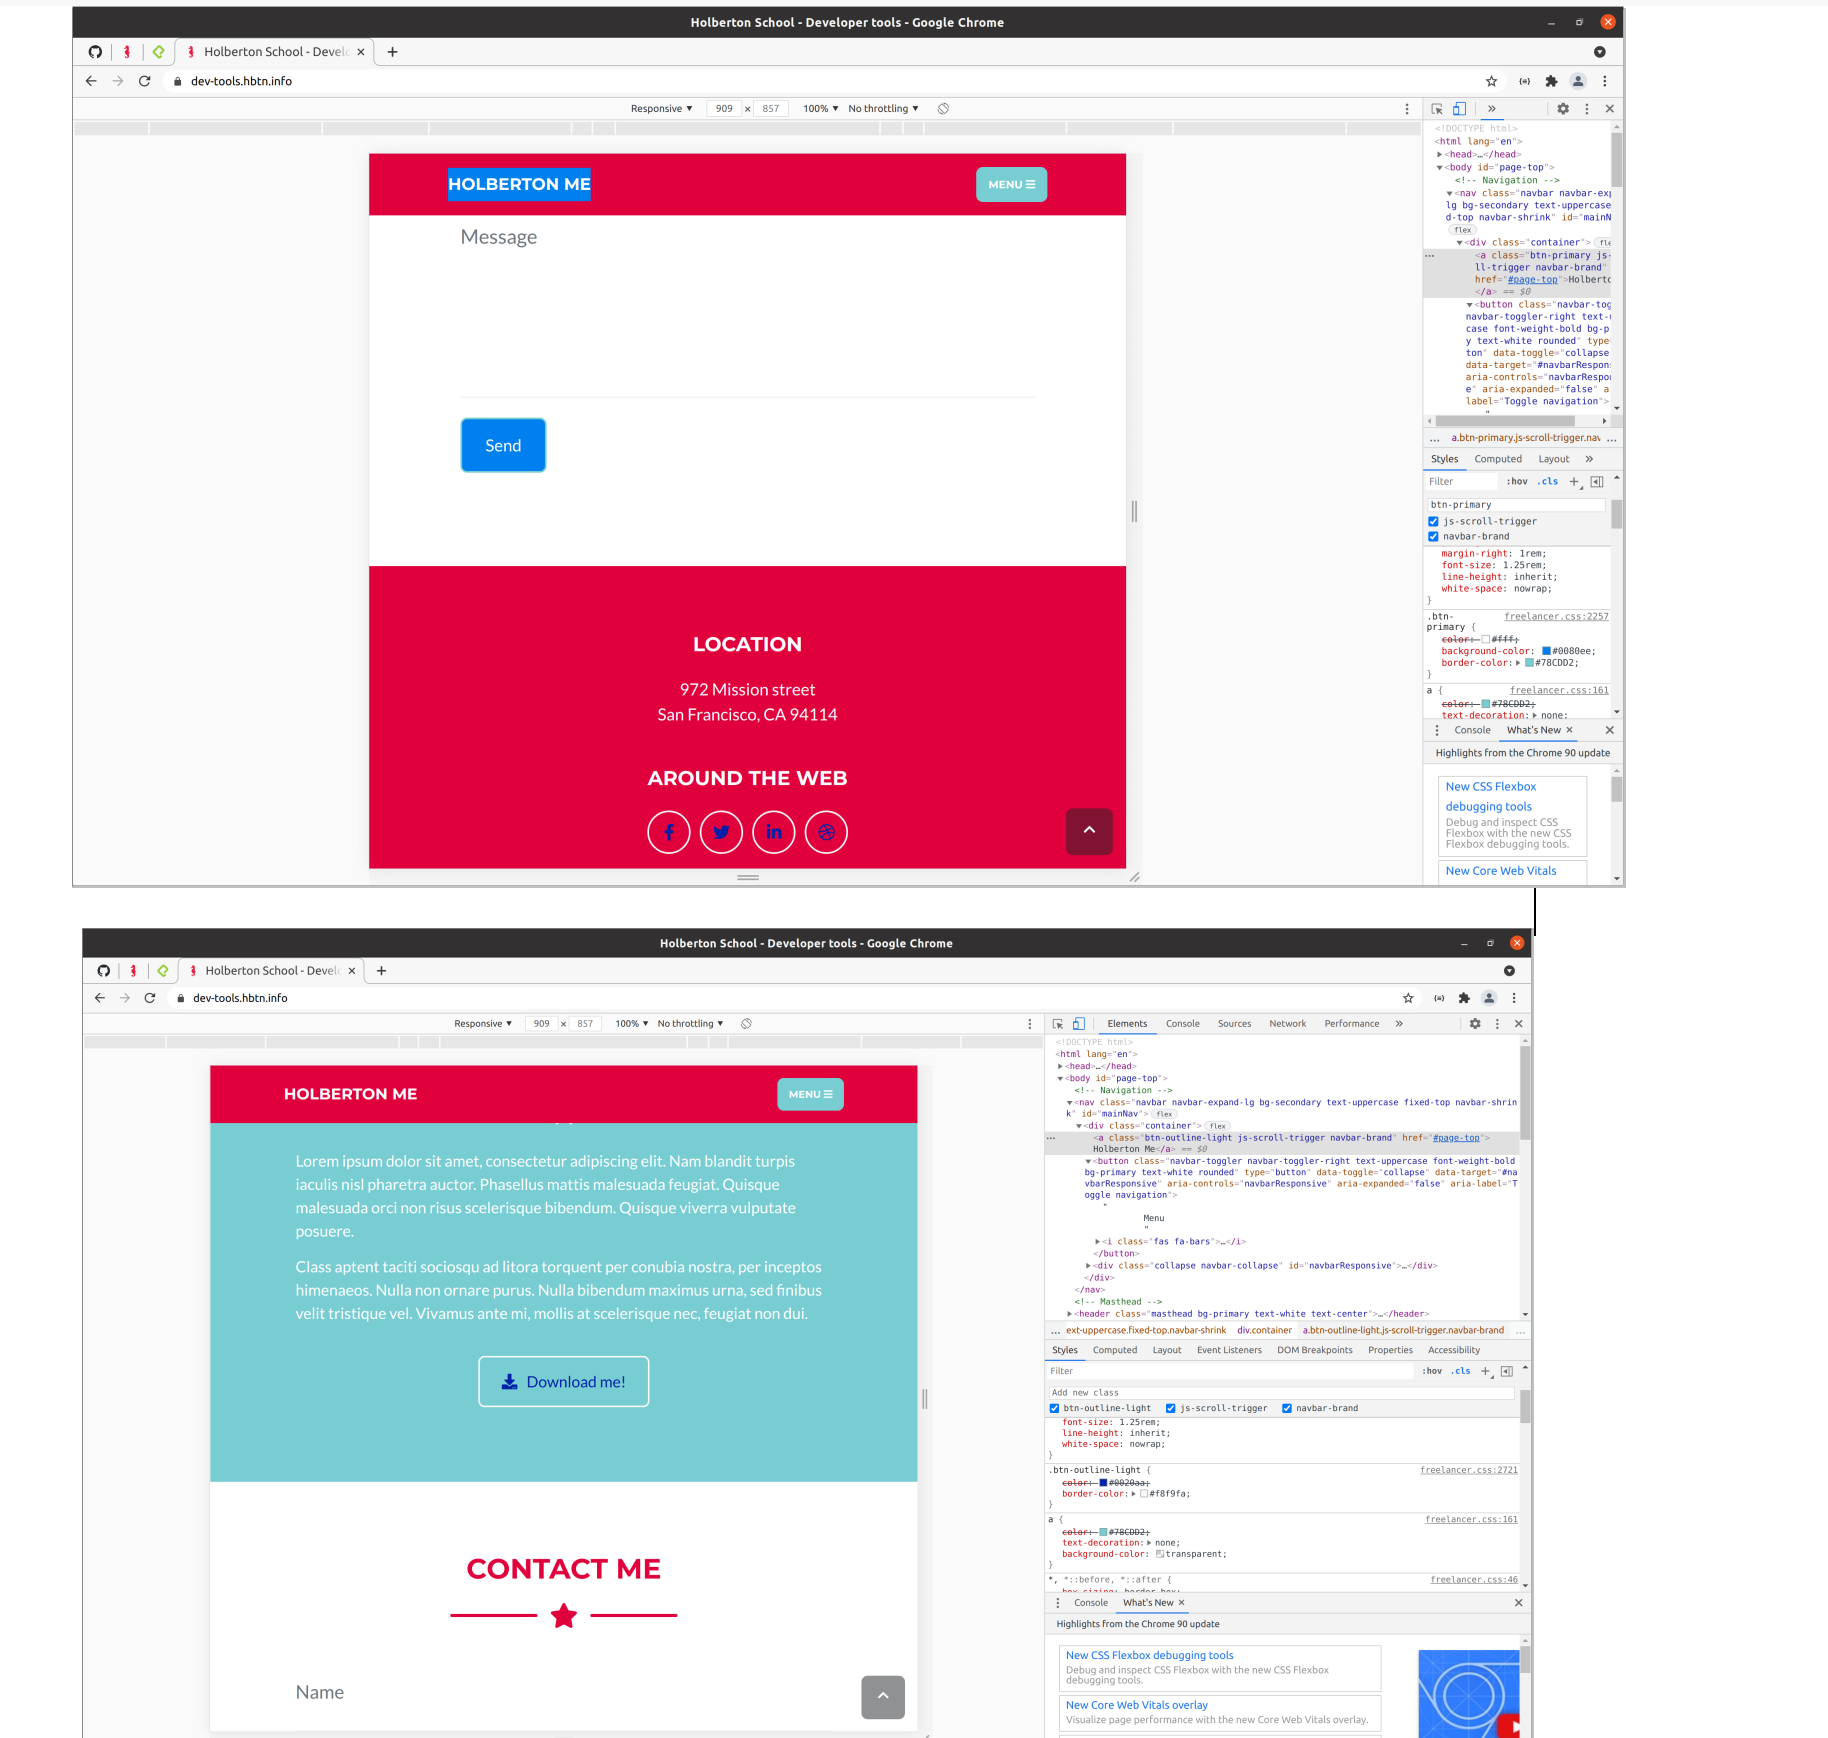 Holberton School - Developer tools - Google Chrome
Holberton School - Devel
dev-tools.hbtn.info
Responsive ▼ 909 × 857 100% ▼ No throttling ▼
HOLBERTON ME
MENU
Message
Send
LOCATION
972 Mission street
San Francisco, CA 94114
AROUND THE WEB
<!DOCTYPE html>
<html lang="en">
▶<head>…</head>
▼<body id="page-top">
<!-- Navigation -->
▼<nav class="navbar navbar-exp
lg bg-secondary text-uppercase
d-top navbar-shrink" id="mainN
flex
▼<div class="container"> fle
<a class="btn-primary js-
ll-trigger navbar-brand"
href="#page-top">Holberto
</a> == $0
▼<button class="navbar-tog
navbar-toggler-right text-u
case font-weight-bold bg-p
y text-white rounded" type=
ton" data-toggle="collapse
data-target="#navbarRespon
aria-controls="navbarRespon
e" aria-expanded="false" a
label="Toggle navigation">
"
... a.btn-primary.js-scroll-trigger.nav ...
Styles Computed Layout »
Filter :hov .cls +
btn-primary
js-scroll-trigger
navbar-brand
margin-right: 1rem;
font-size: 1.25rem;
line-height: inherit;
white-space: nowrap;
}
.btn- freelancer.css:2257
primary {
color: #fff;
background-color: #0080ee;
border-color: ▶ #78CDD2;
}
a { freelancer.css:161
color: #78CDD2;
text-decoration: ▶ none;
Console What's New ×
Highlights from the Chrome 90 update
New CSS Flexbox
debugging tools
Debug and inspect CSS
Flexbox with the new CSS
Flexbox debugging tools.
New Core Web Vitals
Holberton School - Developer tools - Google Chrome
Holberton School - Devel
dev-tools.hbtn.info
Responsive ▼ 909 × 857 100% ▼ No throttling ▼
HOLBERTON ME
MENU
Lorem ipsum dolor sit amet, consectetur adipiscing elit. Nam blandit turpis
iaculis nisl pharetra auctor. Phasellus mattis malesuada feugiat. Quisque
malesuada orci non risus scelerisque bibendum. Quisque viverra vulputate
posuere.
Class aptent taciti sociosqu ad litora torquent per conubia nostra, per inceptos
himenaeos. Nulla non ornare purus. Nulla bibendum maximus urna, sed finibus
velit tristique vel. Vivamus ante mi, mollis at scelerisque nec, feugiat non dui.
Download me!
CONTACT ME
Name
Elements Console Sources Network Performance »
<!DOCTYPE html>
<html lang="en">
▶<head>…</head>
▼<body id="page-top">
<!-- Navigation -->
▼<nav class="navbar navbar-expand-lg bg-secondary text-uppercase fixed-top navbar-shrin
k" id="mainNav"> flex
▼<div class="container"> flex
<a class="btn-outline-light js-scroll-trigger navbar-brand" href="#page-top">
Holberton Me</a> == $0
▼<button class="navbar-toggler navbar-toggler-right text-uppercase font-weight-bold
bg-primary text-white rounded" type="button" data-toggle="collapse" data-target="#na
vbarResponsive" aria-controls="navbarResponsive" aria-expanded="false" aria-label="T
oggle navigation">
"
Menu
"
▶<i class="fas fa-bars">…</i>
</button>
▶<div class="collapse navbar-collapse" id="navbarResponsive">…</div>
</div>
</nav>
<!-- Masthead -->
▶<header class="masthead bg-primary text-white text-center">…</header>
... ext-uppercase.fixed-top.navbar-shrink div.container a.btn-outline-light.js-scroll-trigger.navbar-brand ...
Styles Computed Layout Event Listeners DOM Breakpoints Properties Accessibility
Filter :hov .cls +
Add new class
btn-outline-light js-scroll-trigger navbar-brand
font-size: 1.25rem;
line-height: inherit;
white-space: nowrap;
}
.btn-outline-light { freelancer.css:2721
color: #0020aa;
border-color: ▶ #f8f9fa;
}
a { freelancer.css:161
color: #78CDD2;
text-decoration: ▶ none;
background-color: transparent;
}
*, *::before, *::after { freelancer.css:46
box-sizing: border-box;
Console What's New ×
Highlights from the Chrome 90 update
New CSS Flexbox debugging tools
Debug and inspect CSS Flexbox with the new CSS Flexbox
debugging tools.
New Core Web Vitals overlay
Visualize page performance with the new Core Web Vitals overlay.